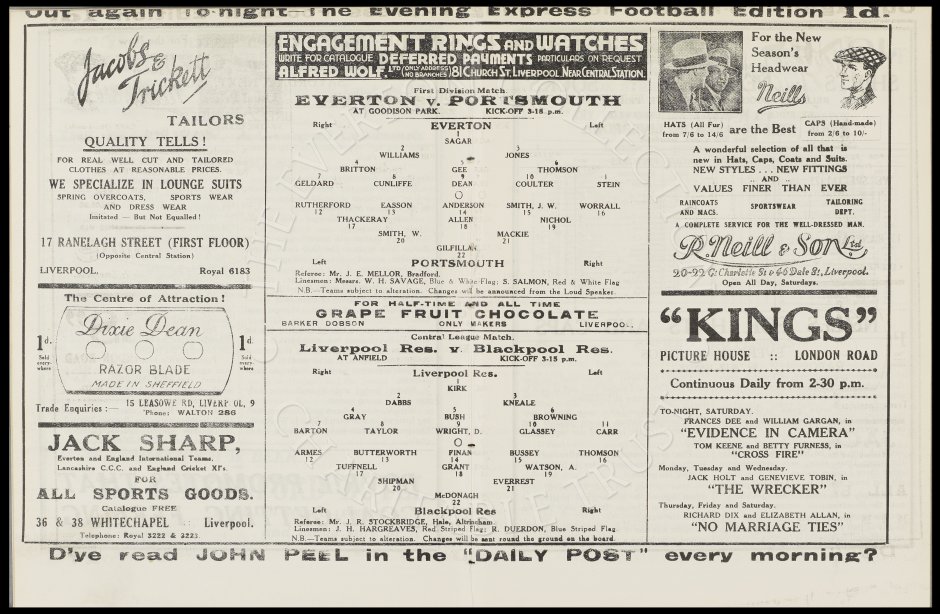 Out again To-night—The Evening Express Football Edition 1d.
Jacobs & Trickett
TAILORS
QUALITY TELLS!
FOR REAL WELL CUT AND TAILORED
CLOTHES AT REASONABLE PRICES.
WE SPECIALIZE IN LOUNGE SUITS
SPRING OVERCOATS, SPORTS WEAR
AND DRESS WEAR
Imitated — But Not Equalled!
17 RANELAGH STREET (FIRST FLOOR)
(Opposite Central Station)
LIVERPOOL. Royal 6183
The Centre of Attraction!
Dixie Dean
1d. Sold everywhere
1d. Sold everywhere
RAZOR BLADE
MADE IN SHEFFIELD
Trade Enquiries:— 15 LEASOWE RD, LIVERPOOL, 9
'Phone: WALTON 286
JACK SHARP,
Everton and England International Teams.
Lancashire C.C.C. and England Cricket XI's.
FOR
ALL SPORTS GOODS.
Catalogue FREE
36 & 38 WHITECHAPEL Liverpool.
Telephone: Royal 3222 & 3223
ENGAGEMENT RINGS AND WATCHES
WRITE FOR CATALOGUE DEFERRED PAYMENTS PARTICULARS ON REQUEST
ALFRED WOLF, LTD (ONLY ADDRESS NO BRANCHES) 81 CHURCH ST. LIVERPOOL NEAR CENTRAL STATION.
First Division Match.
EVERTON v. PORTSMOUTH
AT GOODISON PARK. KICK-OFF 3-15 p.m.
Right EVERTON Left
1
SAGAR
2 3
WILLIAMS JONES
4 5 6
BRITTON GEE THOMSON
7 8 9 10 1
GELDARD CUNLIFFE DEAN COULTER STEIN
O
RUTHERFORD EASSON ANDERSON SMITH, J. W. WORRALL
12 13 14 15 16
THACKERAY ALLEN NICHOL
17 18 19
SMITH, W. MACKIE
20 21
GILFILLAN
22
Left PORTSMOUTH Right
Referee: Mr. J. E. MELLOR, Bradford.
Linesmen: Messrs. W. H. SAVAGE, Blue & White Flag; S. SALMON, Red & White Flag
N.B.—Teams subject to alteration. Changes will be announced from the Loud Speaker.
FOR HALF-TIME AND ALL TIME
GRAPE FRUIT CHOCOLATE
BARKER DOBSON ONLY MAKERS LIVERPOOL.
Central League Match.
Liverpool Res. v. Blackpool Res.
AT ANFIELD KICK-OFF 3-15 p.m.
Right Liverpool Res. Left
1
KIRK
2 3
DABBS KNEALE
4 5 6
GRAY BUSH BROWNING
7 8 9 10 11
BARTON TAYLOR WRIGHT, D. GLASSEY CARR
O
ARMES BUTTERWORTH FINAN BUSSEY THOMSON
12 13 14 15 16
TUFFNELL GRANT WATSON, A.
17 18 19
SHIPMAN EVERREST
20 21
McDONAGH
22
Left Blackpool Res Right
Referee: Mr. J. R. STOCKBRIDGE, Hale, Altrincham.
Linesmen: J. H. HARGREAVES, Red Striped Flag; R. DUERDON, Blue Striped Flag.
N.B.—Teams subject to alteration. Changes will be sent round the ground on the board.
For the New
Season's
Headwear
Neills
HATS (All Fur)
from 7/6 to 14/6
are the Best
CAPS (Hand-made)
from 2/6 to 10/-
A wonderful selection of all that is
new in Hats, Caps, Coats and Suits.
NEW STYLES . . . NEW FITTINGS
.. AND ..
VALUES FINER THAN EVER
RAINCOATS AND MACS. SPORTSWEAR TAILORING DEPT.
A COMPLETE SERVICE FOR THE WELL-DRESSED MAN.
R. Neill & Son Ltd.
20-22 Gt Charlotte St & 46 Dale St, Liverpool.
Open All Day, Saturdays.
"KINGS"
PICTURE HOUSE :: LONDON ROAD
Continuous Daily from 2-30 p.m.
TO-NIGHT, SATURDAY.
FRANCES DEE and WILLIAM GARGAN, in
"EVIDENCE IN CAMERA"
TOM KEENE and BETTY FURNESS, in
"CROSS FIRE"
Monday, Tuesday and Wednesday.
JACK HOLT and GENEVIEVE TOBIN, in
"THE WRECKER"
Thursday, Friday and Saturday.
RICHARD DIX and ELIZABETH ALLAN, in
"NO MARRIAGE TIES"
D'ye read JOHN PEEL in the "DAILY POST" every morning?